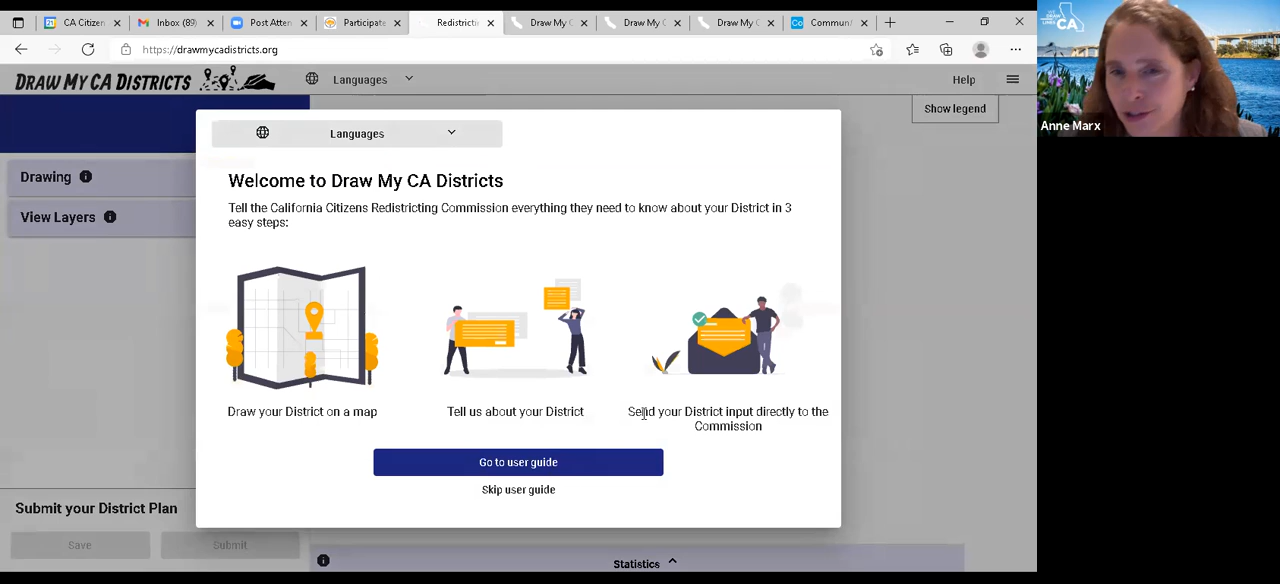 CA Citizen
Inbox (89)
Post Atten
Participate
Redistricti
Draw My C
Draw My C
Draw My C
Co
Commun
https://drawmycadistricts.org
DRAW MY CA DISTRICTS
Languages
Help
Show legend
Drawing
View Layers
Languages
Welcome to Draw My CA Districts
Tell the California Citizens Redistricting Commission everything they need to know about your District in 3
easy steps:
Draw your District on a map
Tell us about your District
Send your District input directly to the
Commission
Go to user guide
Skip user guide
Submit your District Plan
Save
Submit
Statistics
CA
Anne Marx